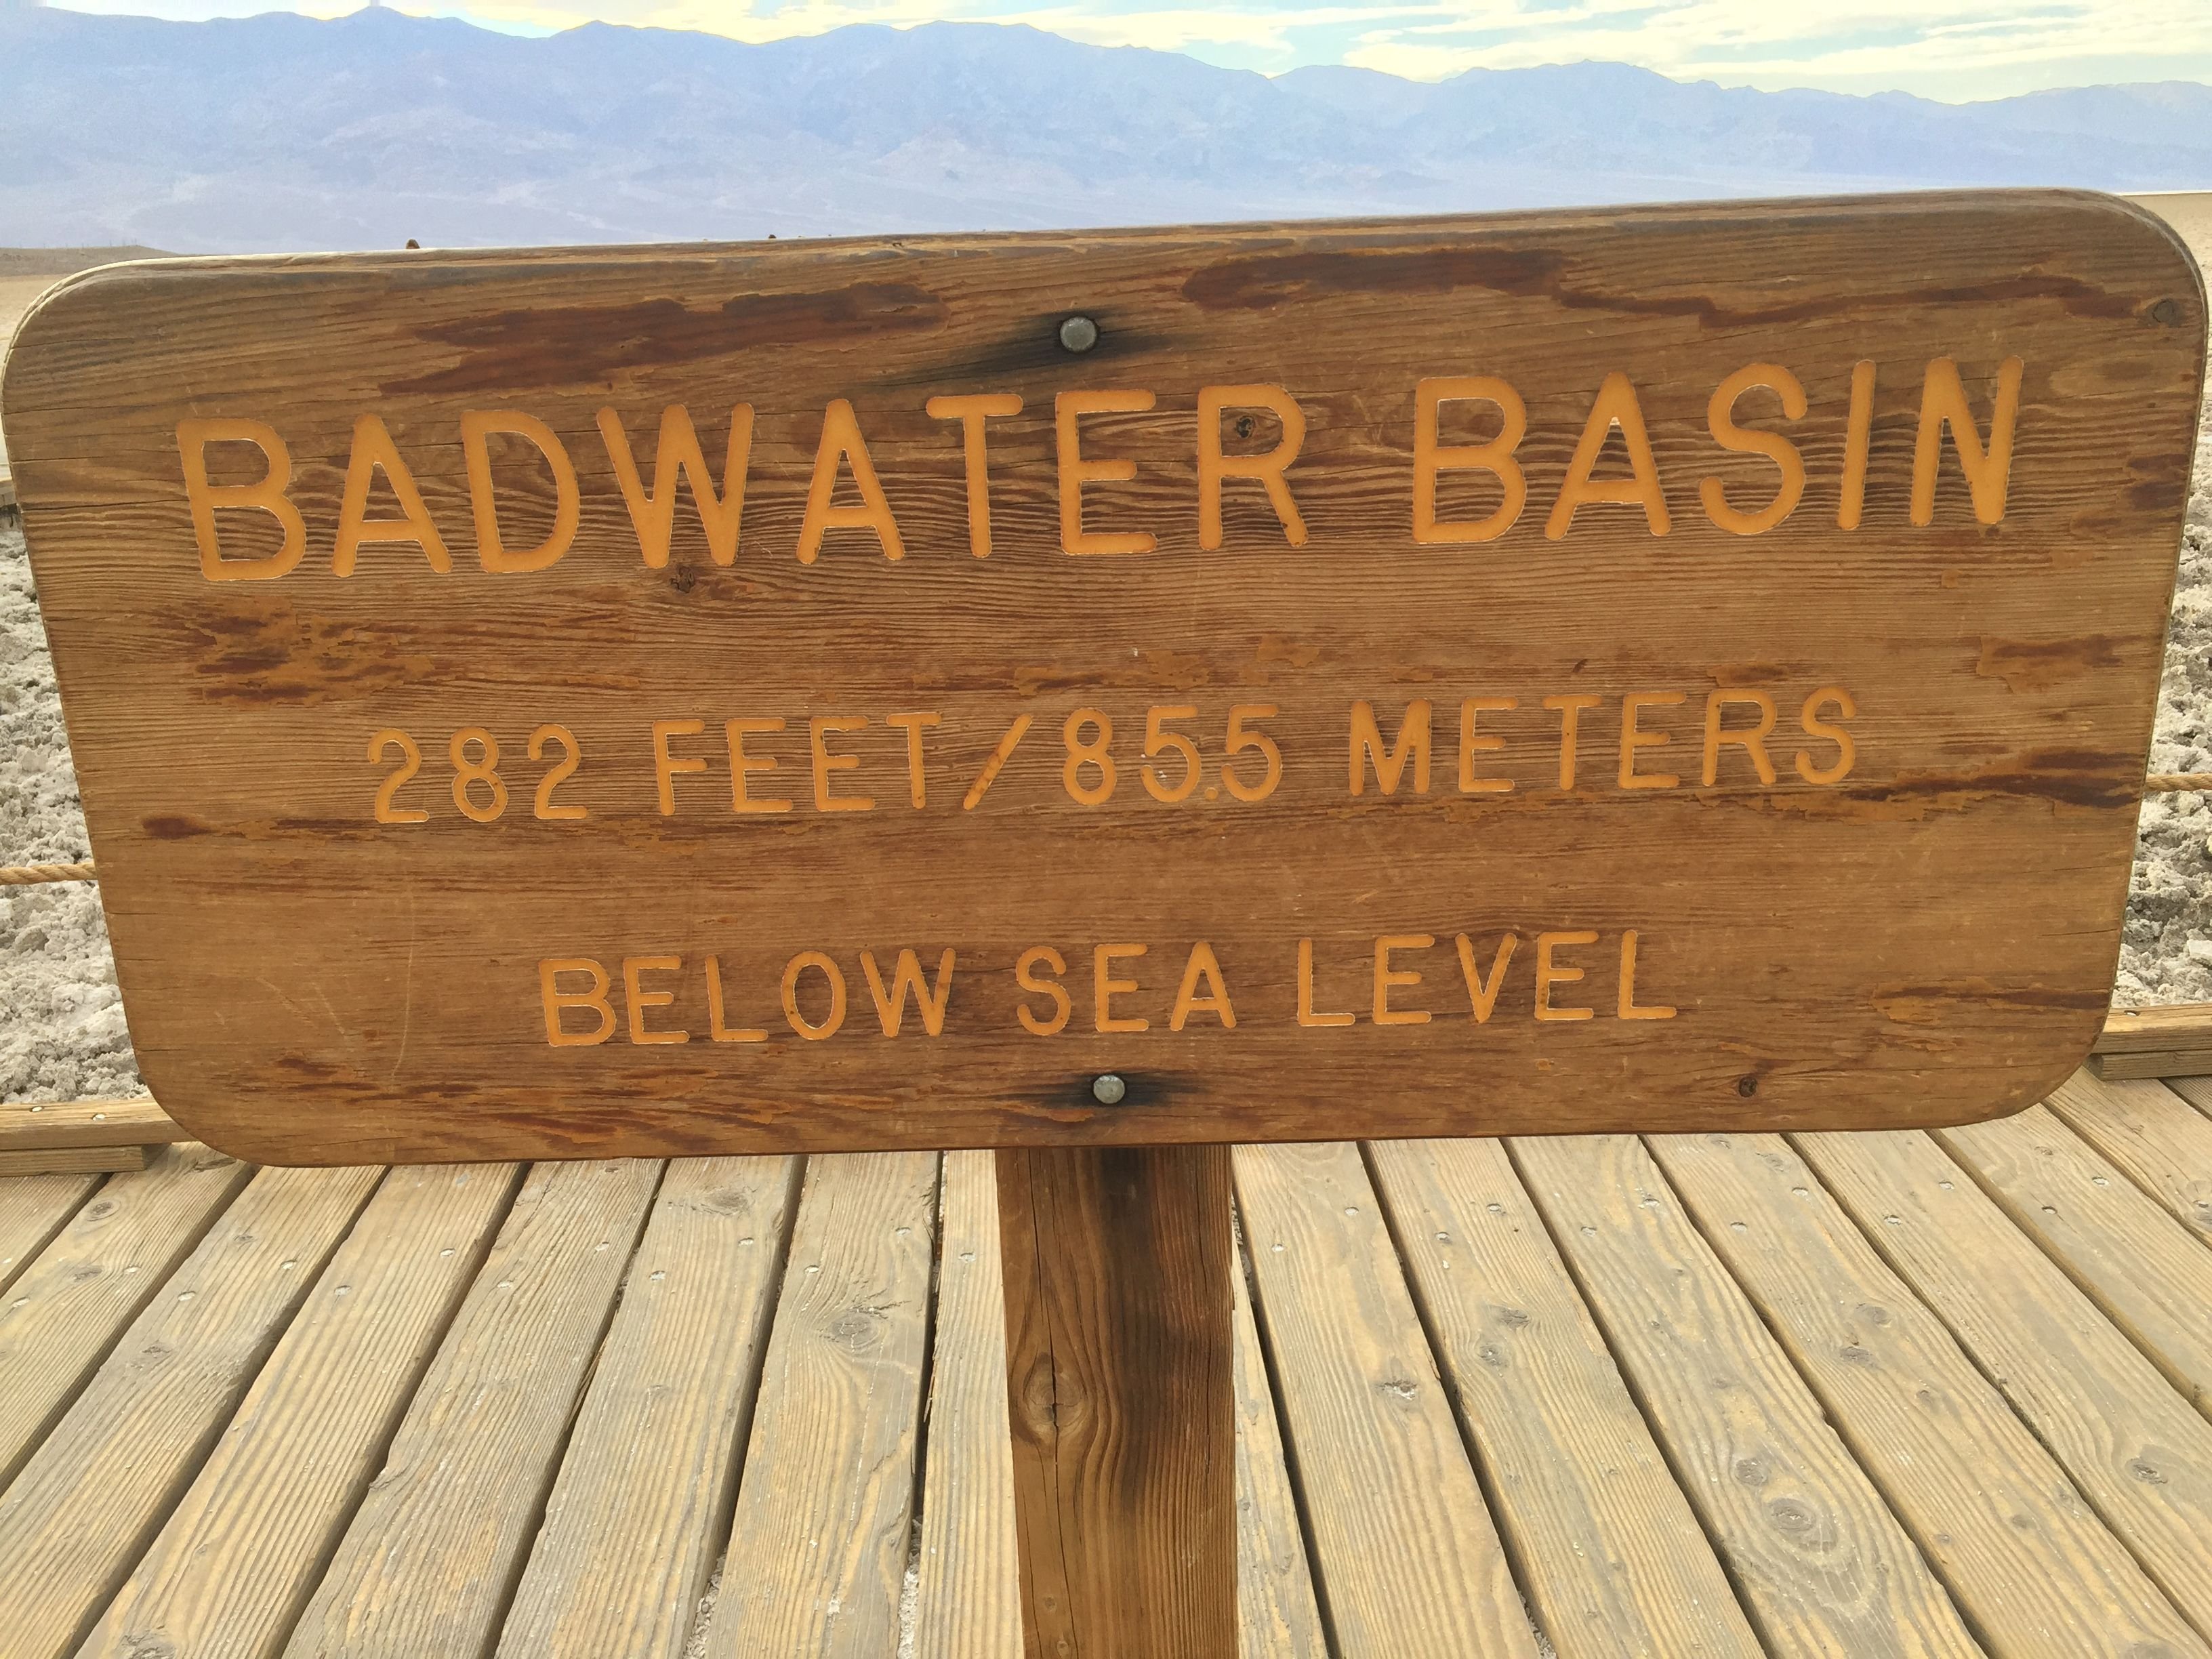 BADWATER BASIN
282 FEET/85.5 METERS
BELOW SEA LEVEL